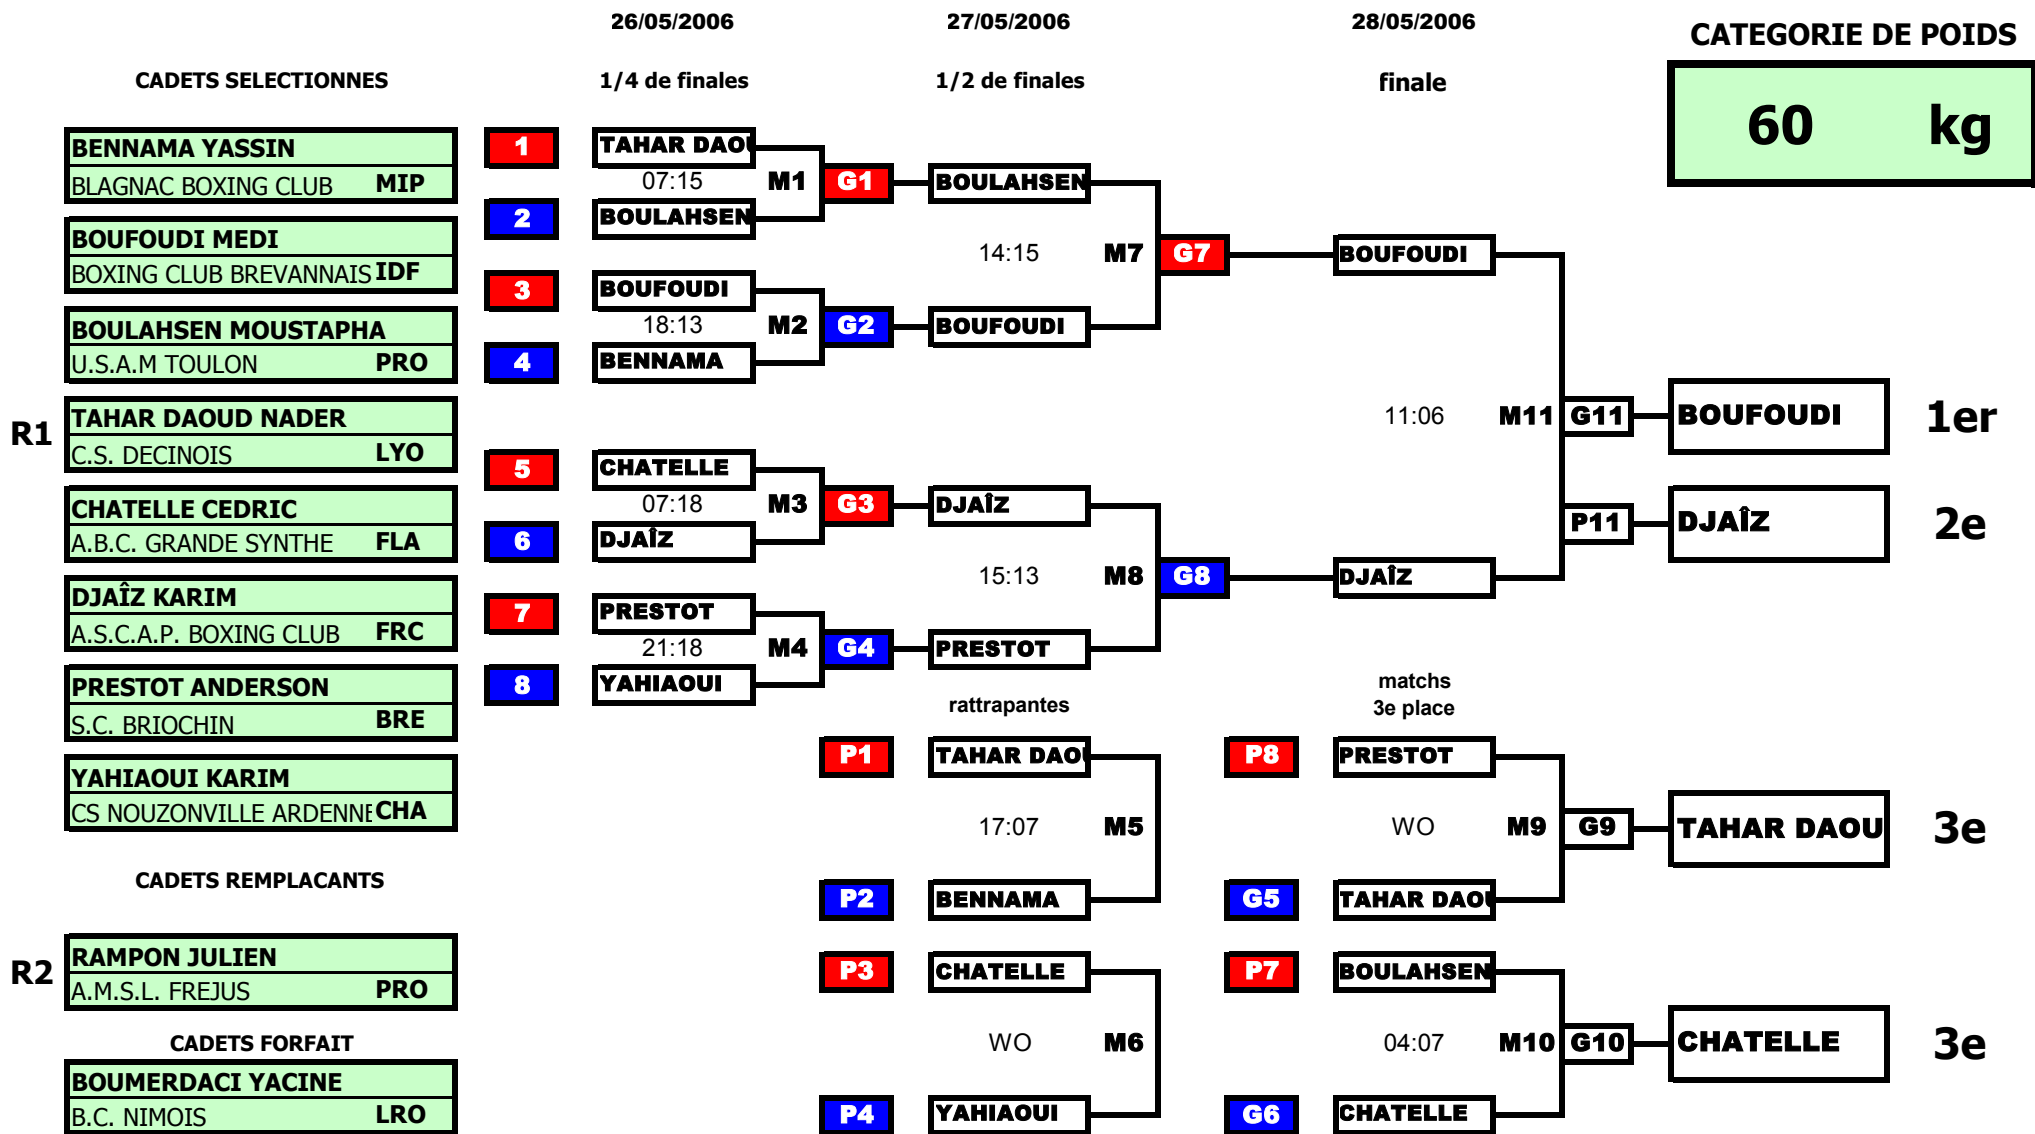 26/05/2006 27/05/2006 28/05/2006
CATEGORIE DE POIDS
CADETS SELECTIONNES 1/4 de finales 1/2 de finales finale
60 kg
BENNAMA YASSIN
BLAGNAC BOXING CLUB MIP
BOUFOUDI MEDI
BOXING CLUB BREVANNAIS IDF
BOULAHSEN MOUSTAPHA
U.S.A.M TOULON PRO
R1
TAHAR DAOUD NADER
C.S. DECINOIS LYO
CHATELLE CEDRIC
A.B.C. GRANDE SYNTHE FLA
DJAÎZ KARIM
A.S.C.A.P. BOXING CLUB FRC
PRESTOT ANDERSON
S.C. BRIOCHIN BRE
YAHIAOUI KARIM
CS NOUZONVILLE ARDENNE CHA
CADETS REMPLACANTS
R2
RAMPON JULIEN
A.M.S.L. FREJUS PRO
CADETS FORFAIT
BOUMERDACI YACINE
B.C. NIMOIS LRO
1 TAHAR DAOU
07:15 M1 G1
2 BOULAHSEN
3 BOUFOUDI
18:13 M2 G2
4 BENNAMA
5 CHATELLE
07:18 M3 G3
6 DJAÎZ
7 PRESTOT
21:18 M4 G4
8 YAHIAOUI
BOULAHSEN
14:15 M7 G7
BOUFOUDI
DJAÎZ
15:13 M8 G8
PRESTOT
rattrapantes
P1 TAHAR DAOU
17:07 M5
P2 BENNAMA
P3 CHATELLE
WO M6
P4 YAHIAOUI
BOUFOUDI
11:06 M11 G11
P11
DJAÎZ
matchs
3e place
P8 PRESTOT
WO M9 G9
G5 TAHAR DAOU
P7 BOULAHSEN
04:07 M10 G10
G6 CHATELLE
BOUFOUDI 1er
DJAÎZ 2e
TAHAR DAOU 3e
CHATELLE 3e